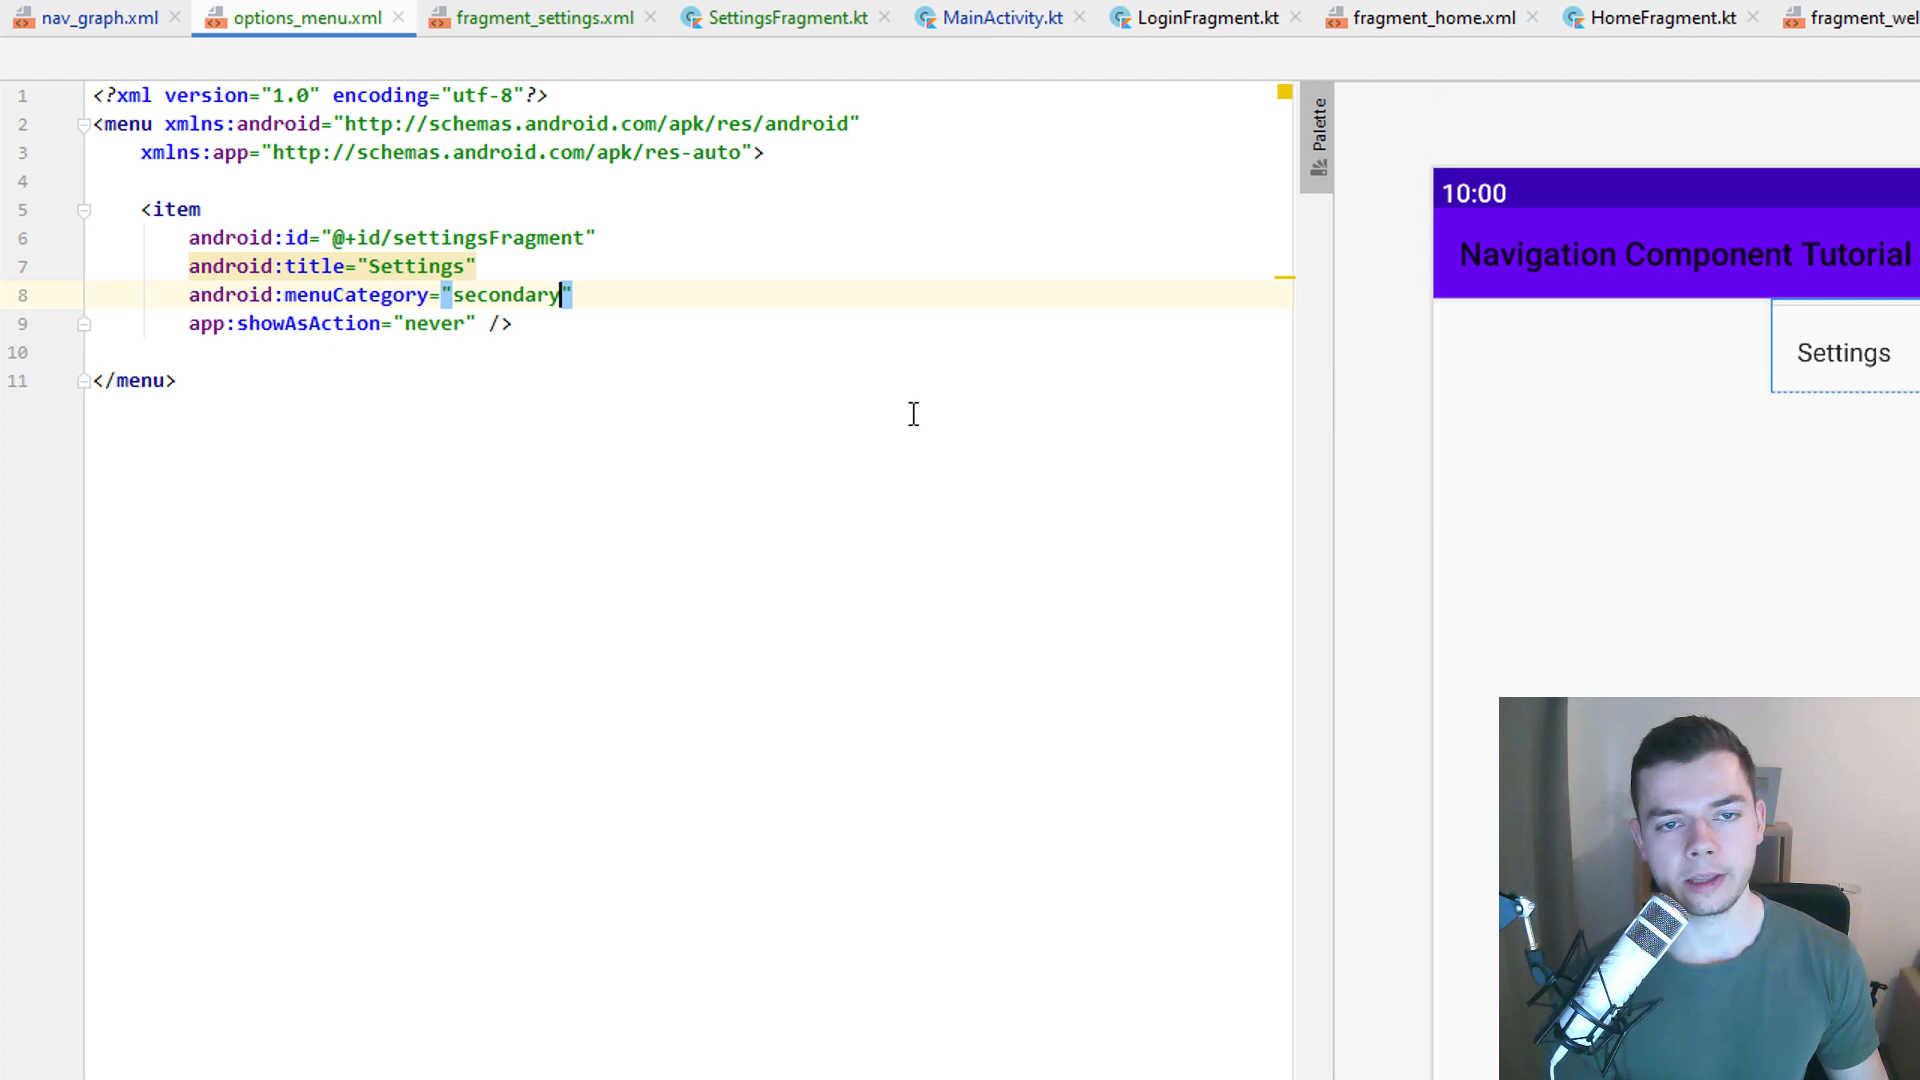 nav_graph.xml options_menu.xml fragment_settings.xml SettingsFragment.kt MainActivity.kt LoginFragment.kt fragment_home.xml HomeFragment.kt fragment_wel
1 <?xml version="1.0" encoding="utf-8"?>
2 <menu xmlns:android="http://schemas.android.com/apk/res/android"
3 xmlns:app="http://schemas.android.com/apk/res-auto">
4
5 <item
6 android:id="@+id/settingsFragment"
7 android:title="Settings"
8 android:menuCategory="secondary"
9 app:showAsAction="never" />
10
11 </menu>
Palette
10:00
Navigation Component Tutorial
Settings